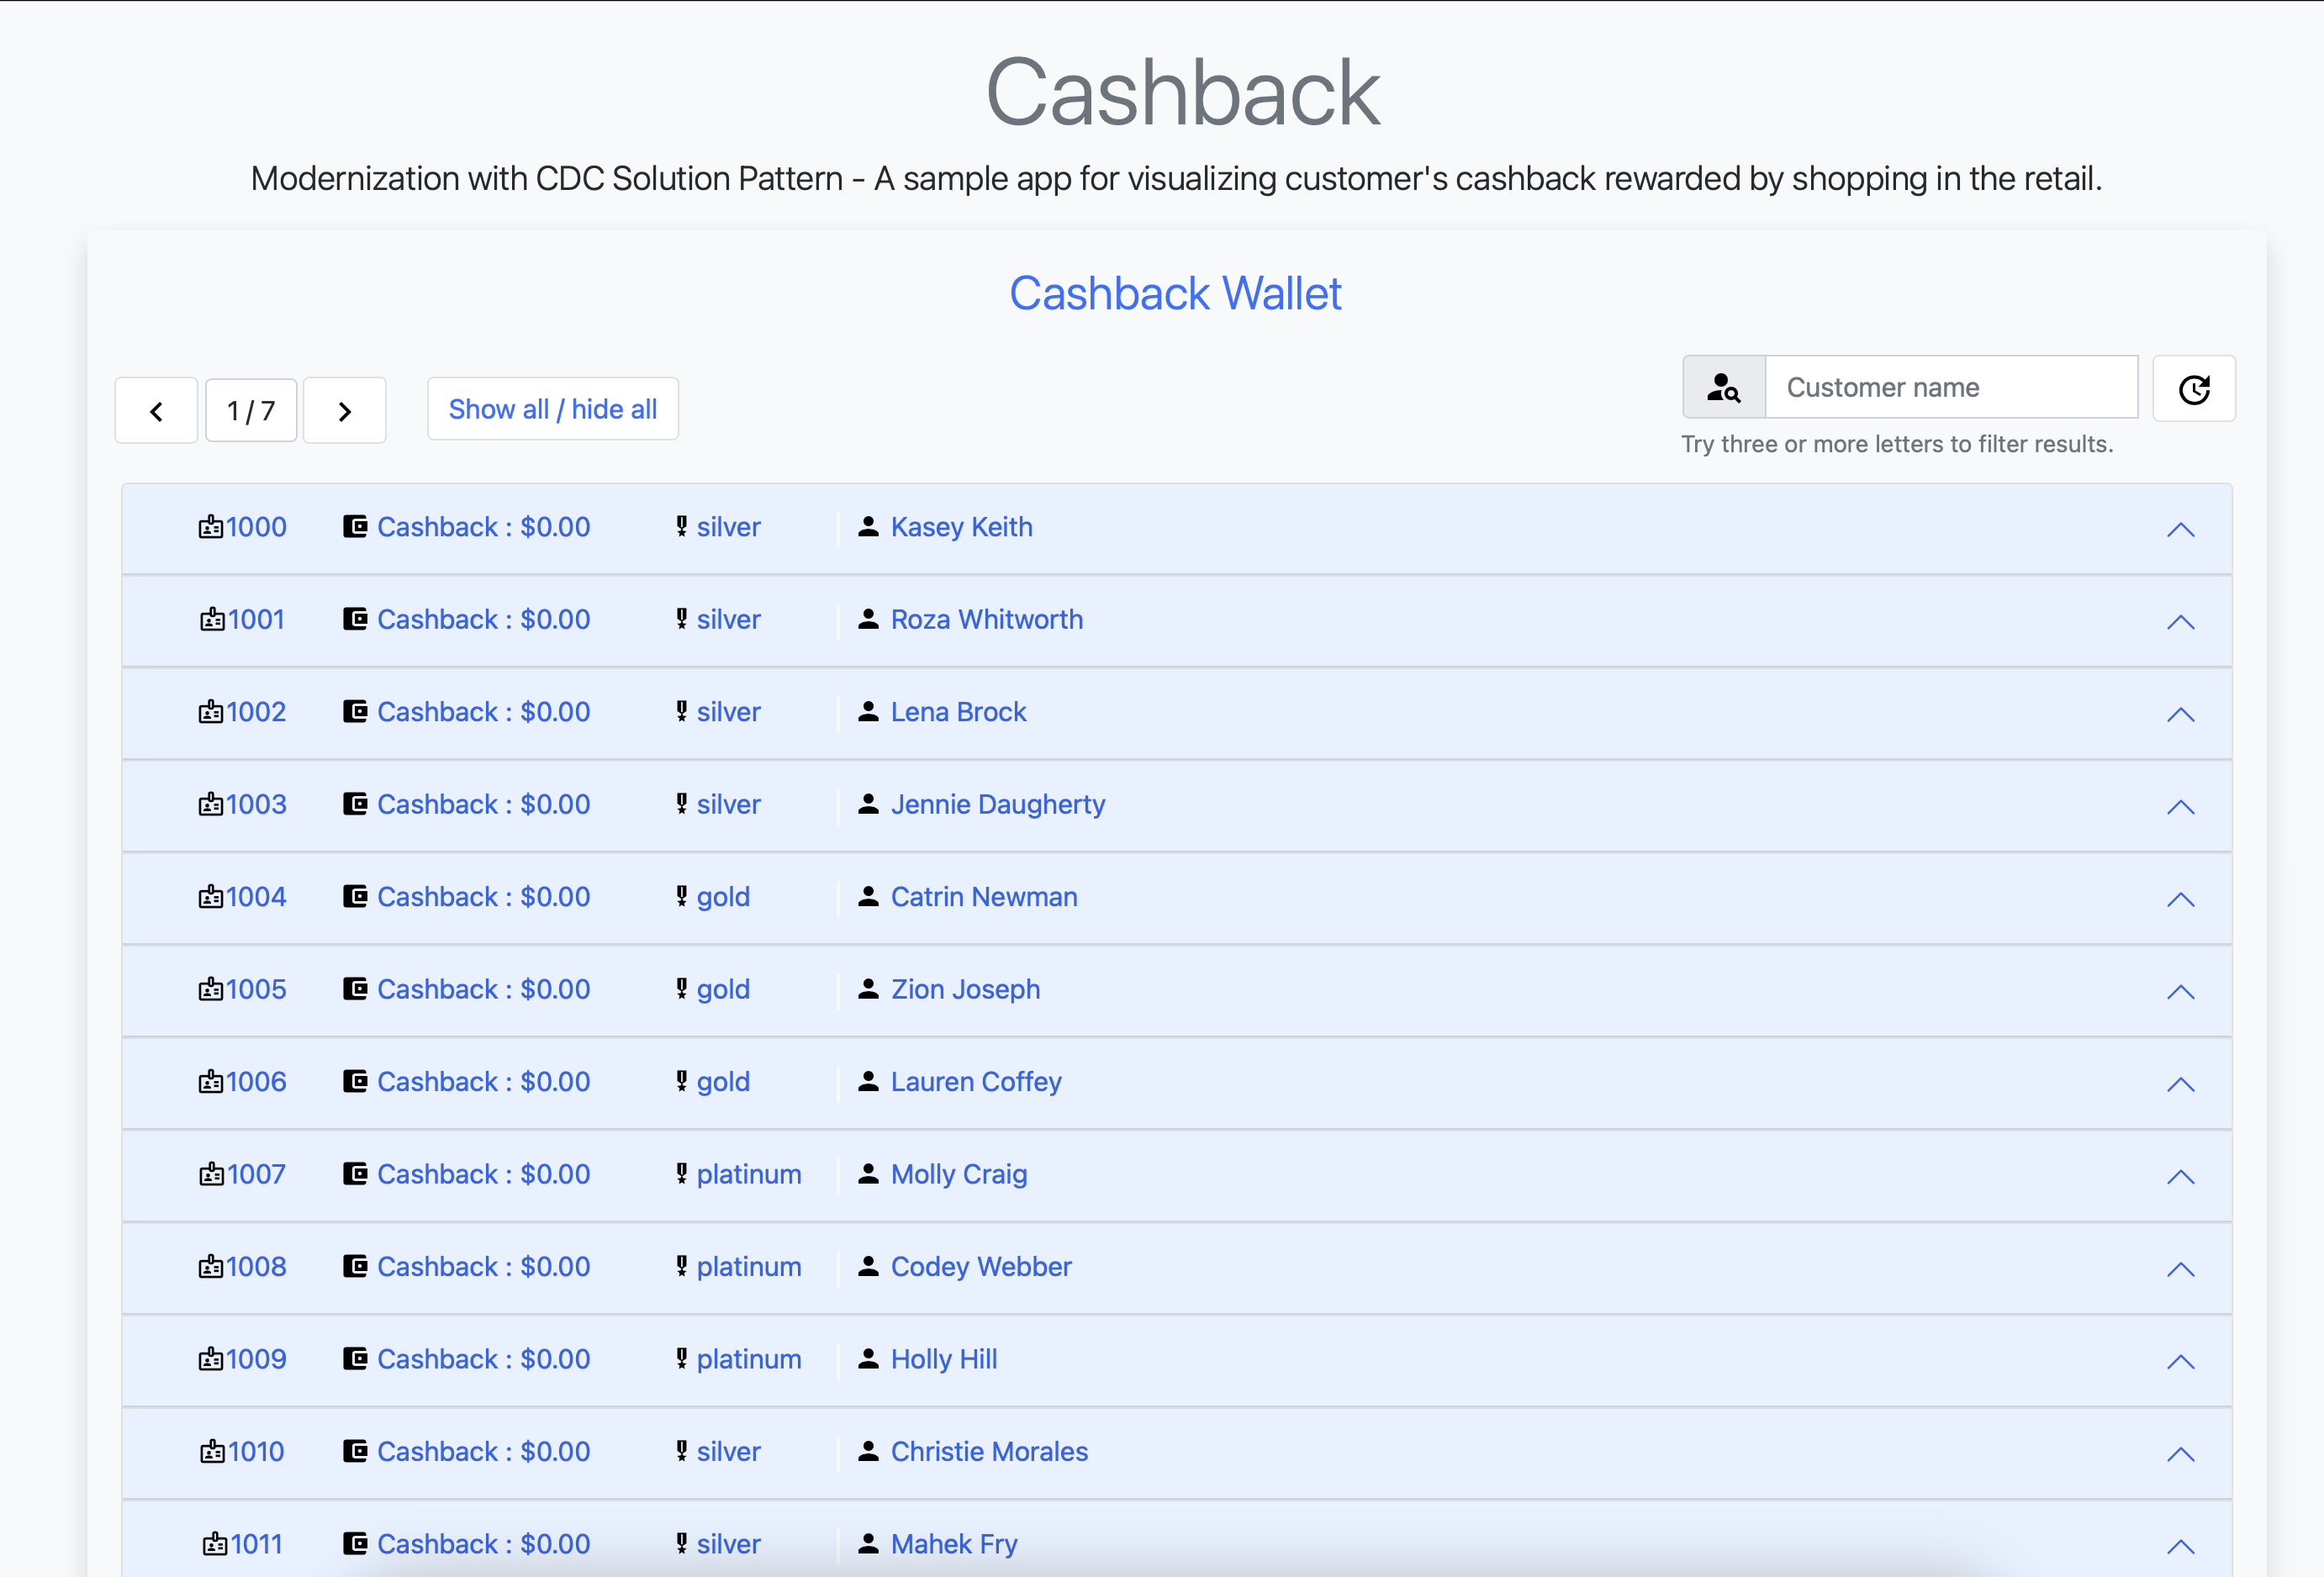 Cashback
Modernization with CDC Solution Pattern - A sample app for visualizing customer's cashback rewarded by shopping in the retail.
Cashback Wallet
1 / 7 Show all / hide all Customer name
Try three or more letters to filter results.
1000 Cashback : $0.00 silver Kasey Keith
1001 Cashback : $0.00 silver Roza Whitworth
1002 Cashback : $0.00 silver Lena Brock
1003 Cashback : $0.00 silver Jennie Daugherty
1004 Cashback : $0.00 gold Catrin Newman
1005 Cashback : $0.00 gold Zion Joseph
1006 Cashback : $0.00 gold Lauren Coffey
1007 Cashback : $0.00 platinum Molly Craig
1008 Cashback : $0.00 platinum Codey Webber
1009 Cashback : $0.00 platinum Holly Hill
1010 Cashback : $0.00 silver Christie Morales
1011 Cashback : $0.00 silver Mahek Fry